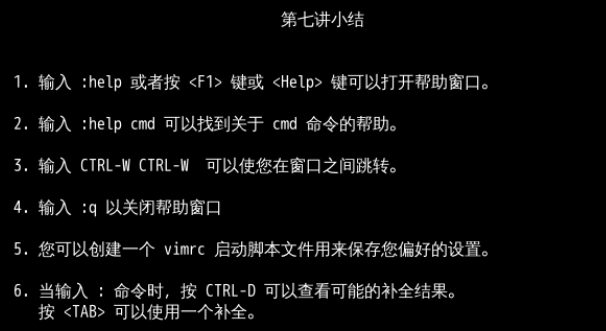 第七讲小结
1. 输入 :help 或者按 <F1> 键或 <Help> 键可以打开帮助窗口。
2. 输入 :help cmd 可以找到关于 cmd 命令的帮助。
3. 输入 CTRL-W CTRL-W  可以使您在窗口之间跳转。
4. 输入 :q 以关闭帮助窗口
5. 您可以创建一个 vimrc 启动脚本文件用来保存您偏好的设置。
6. 当输入 : 命令时, 按 CTRL-D 可以查看可能的补全结果。
按 <TAB> 可以使用一个补全。